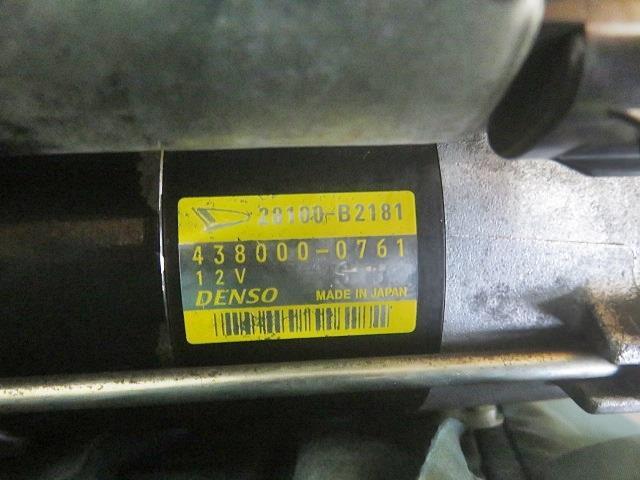 28100-B2181
438000-0761
12V
DENSO MADE IN JAPAN